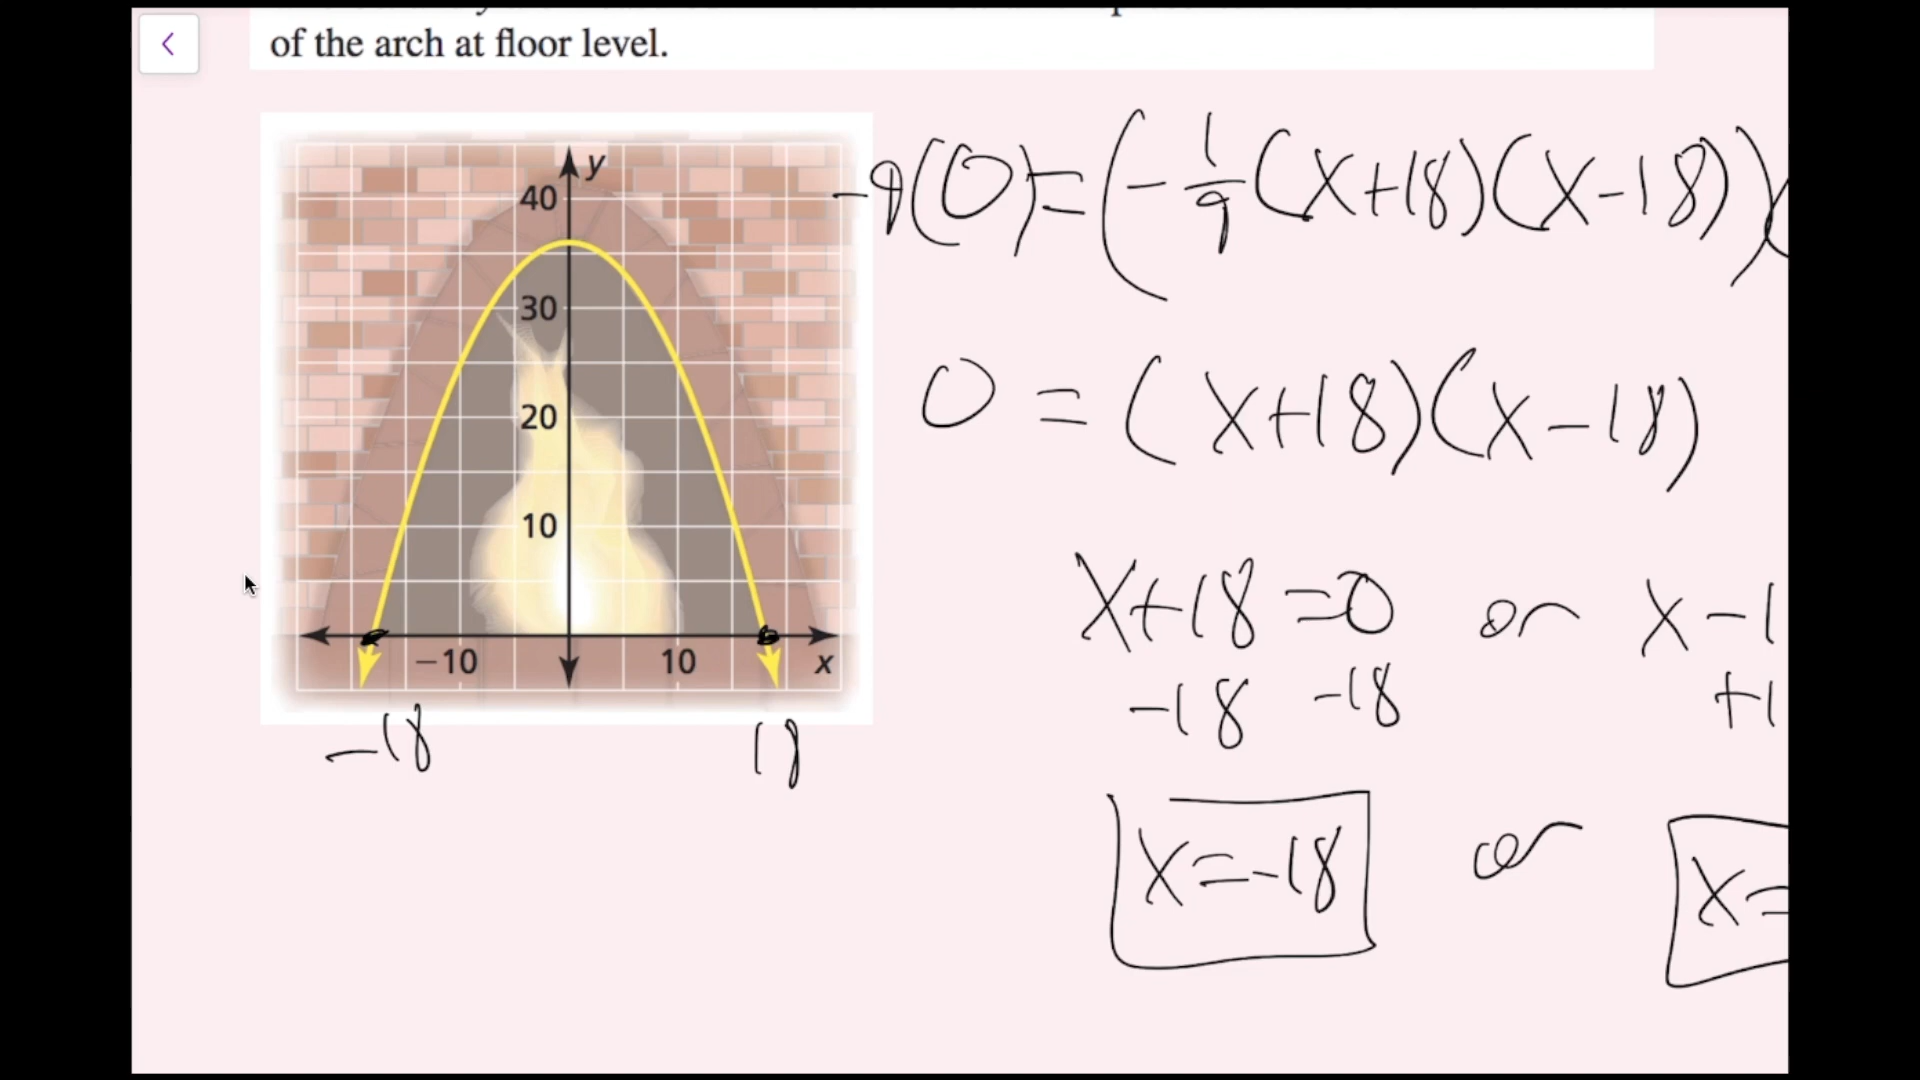 of the arch at floor level.
y
40
30
20
10
−10
10
x
-18
18
-9(0)=(-1/9(x+18)(x-18))(
0 = (x+18)(x-18)
x+18=0 or x-1
-18 -18 +1
x=-18 or x=